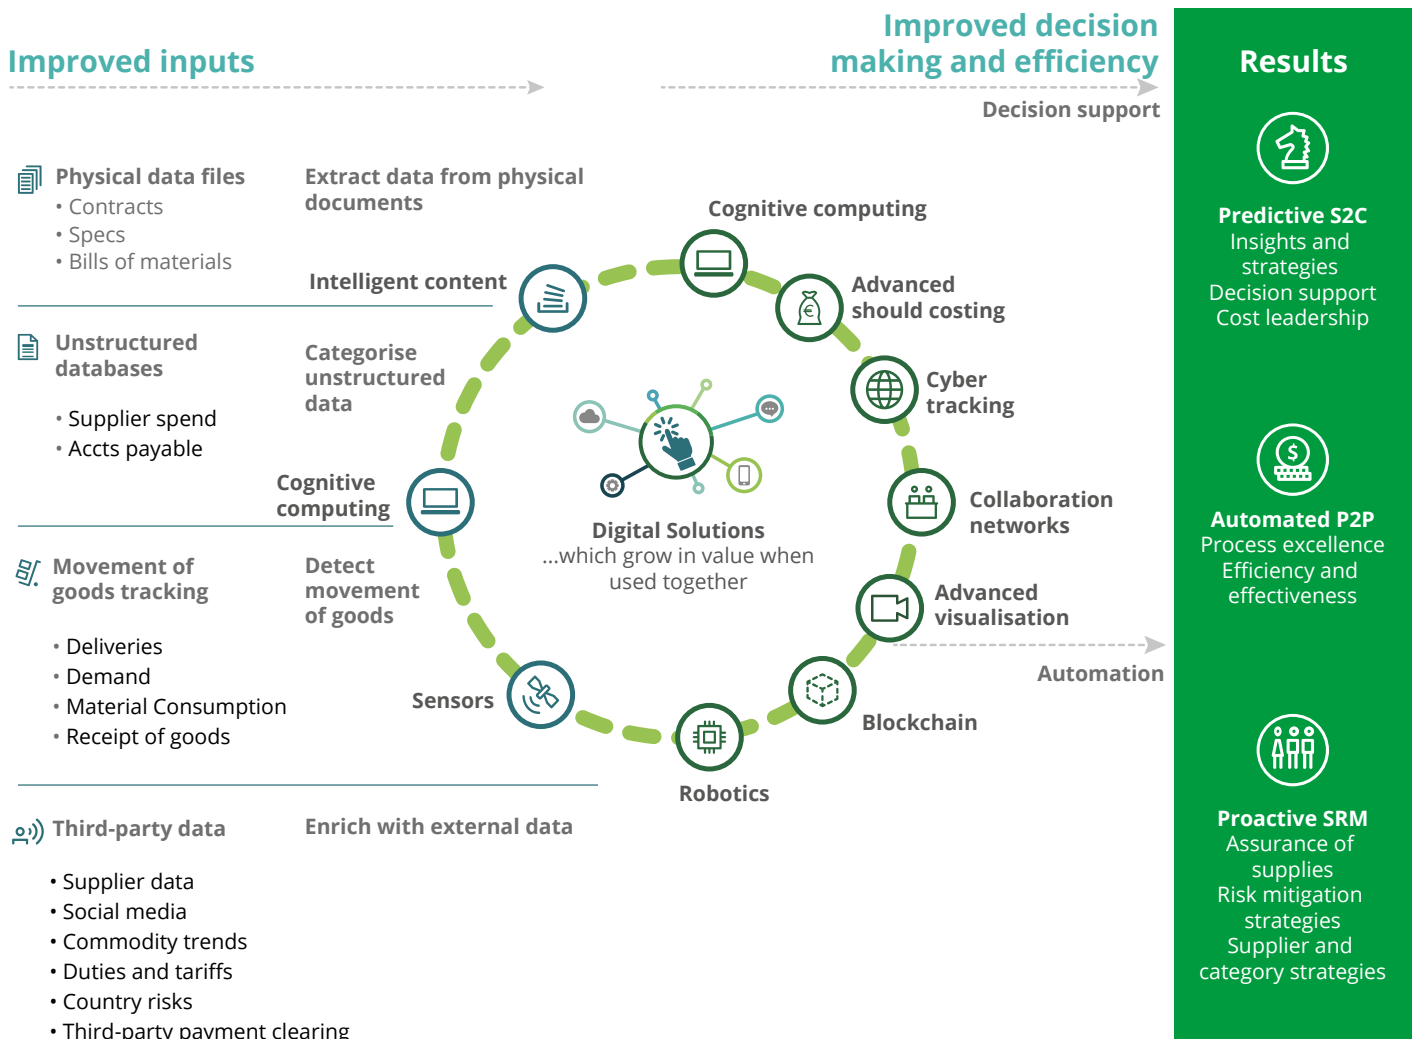 Improved inputs
Improved decision
making and efficiency
Decision support
Physical data files
• Contracts
• Specs
• Bills of materials
Extract data from physical
documents
Intelligent content
Unstructured
databases
• Supplier spend
• Accts payable
Categorise
unstructured
data
Cognitive
computing
Movement of
goods tracking
• Deliveries
• Demand
• Material Consumption
• Receipt of goods
Detect
movement
of goods
Sensors
Third-party data
Enrich with external data
• Supplier data
• Social media
• Commodity trends
• Duties and tariffs
• Country risks
• Third-party payment clearing
Cognitive computing
€
Advanced
should costing
Cyber
tracking
Collaboration
networks
Advanced
visualisation
Automation
Blockchain
Robotics
Digital Solutions
...which grow in value when
used together
Results
Predictive S2C
Insights and
strategies
Decision support
Cost leadership
$
Automated P2P
Process excellence
Efficiency and
effectiveness
Proactive SRM
Assurance of
supplies
Risk mitigation
strategies
Supplier and
category strategies